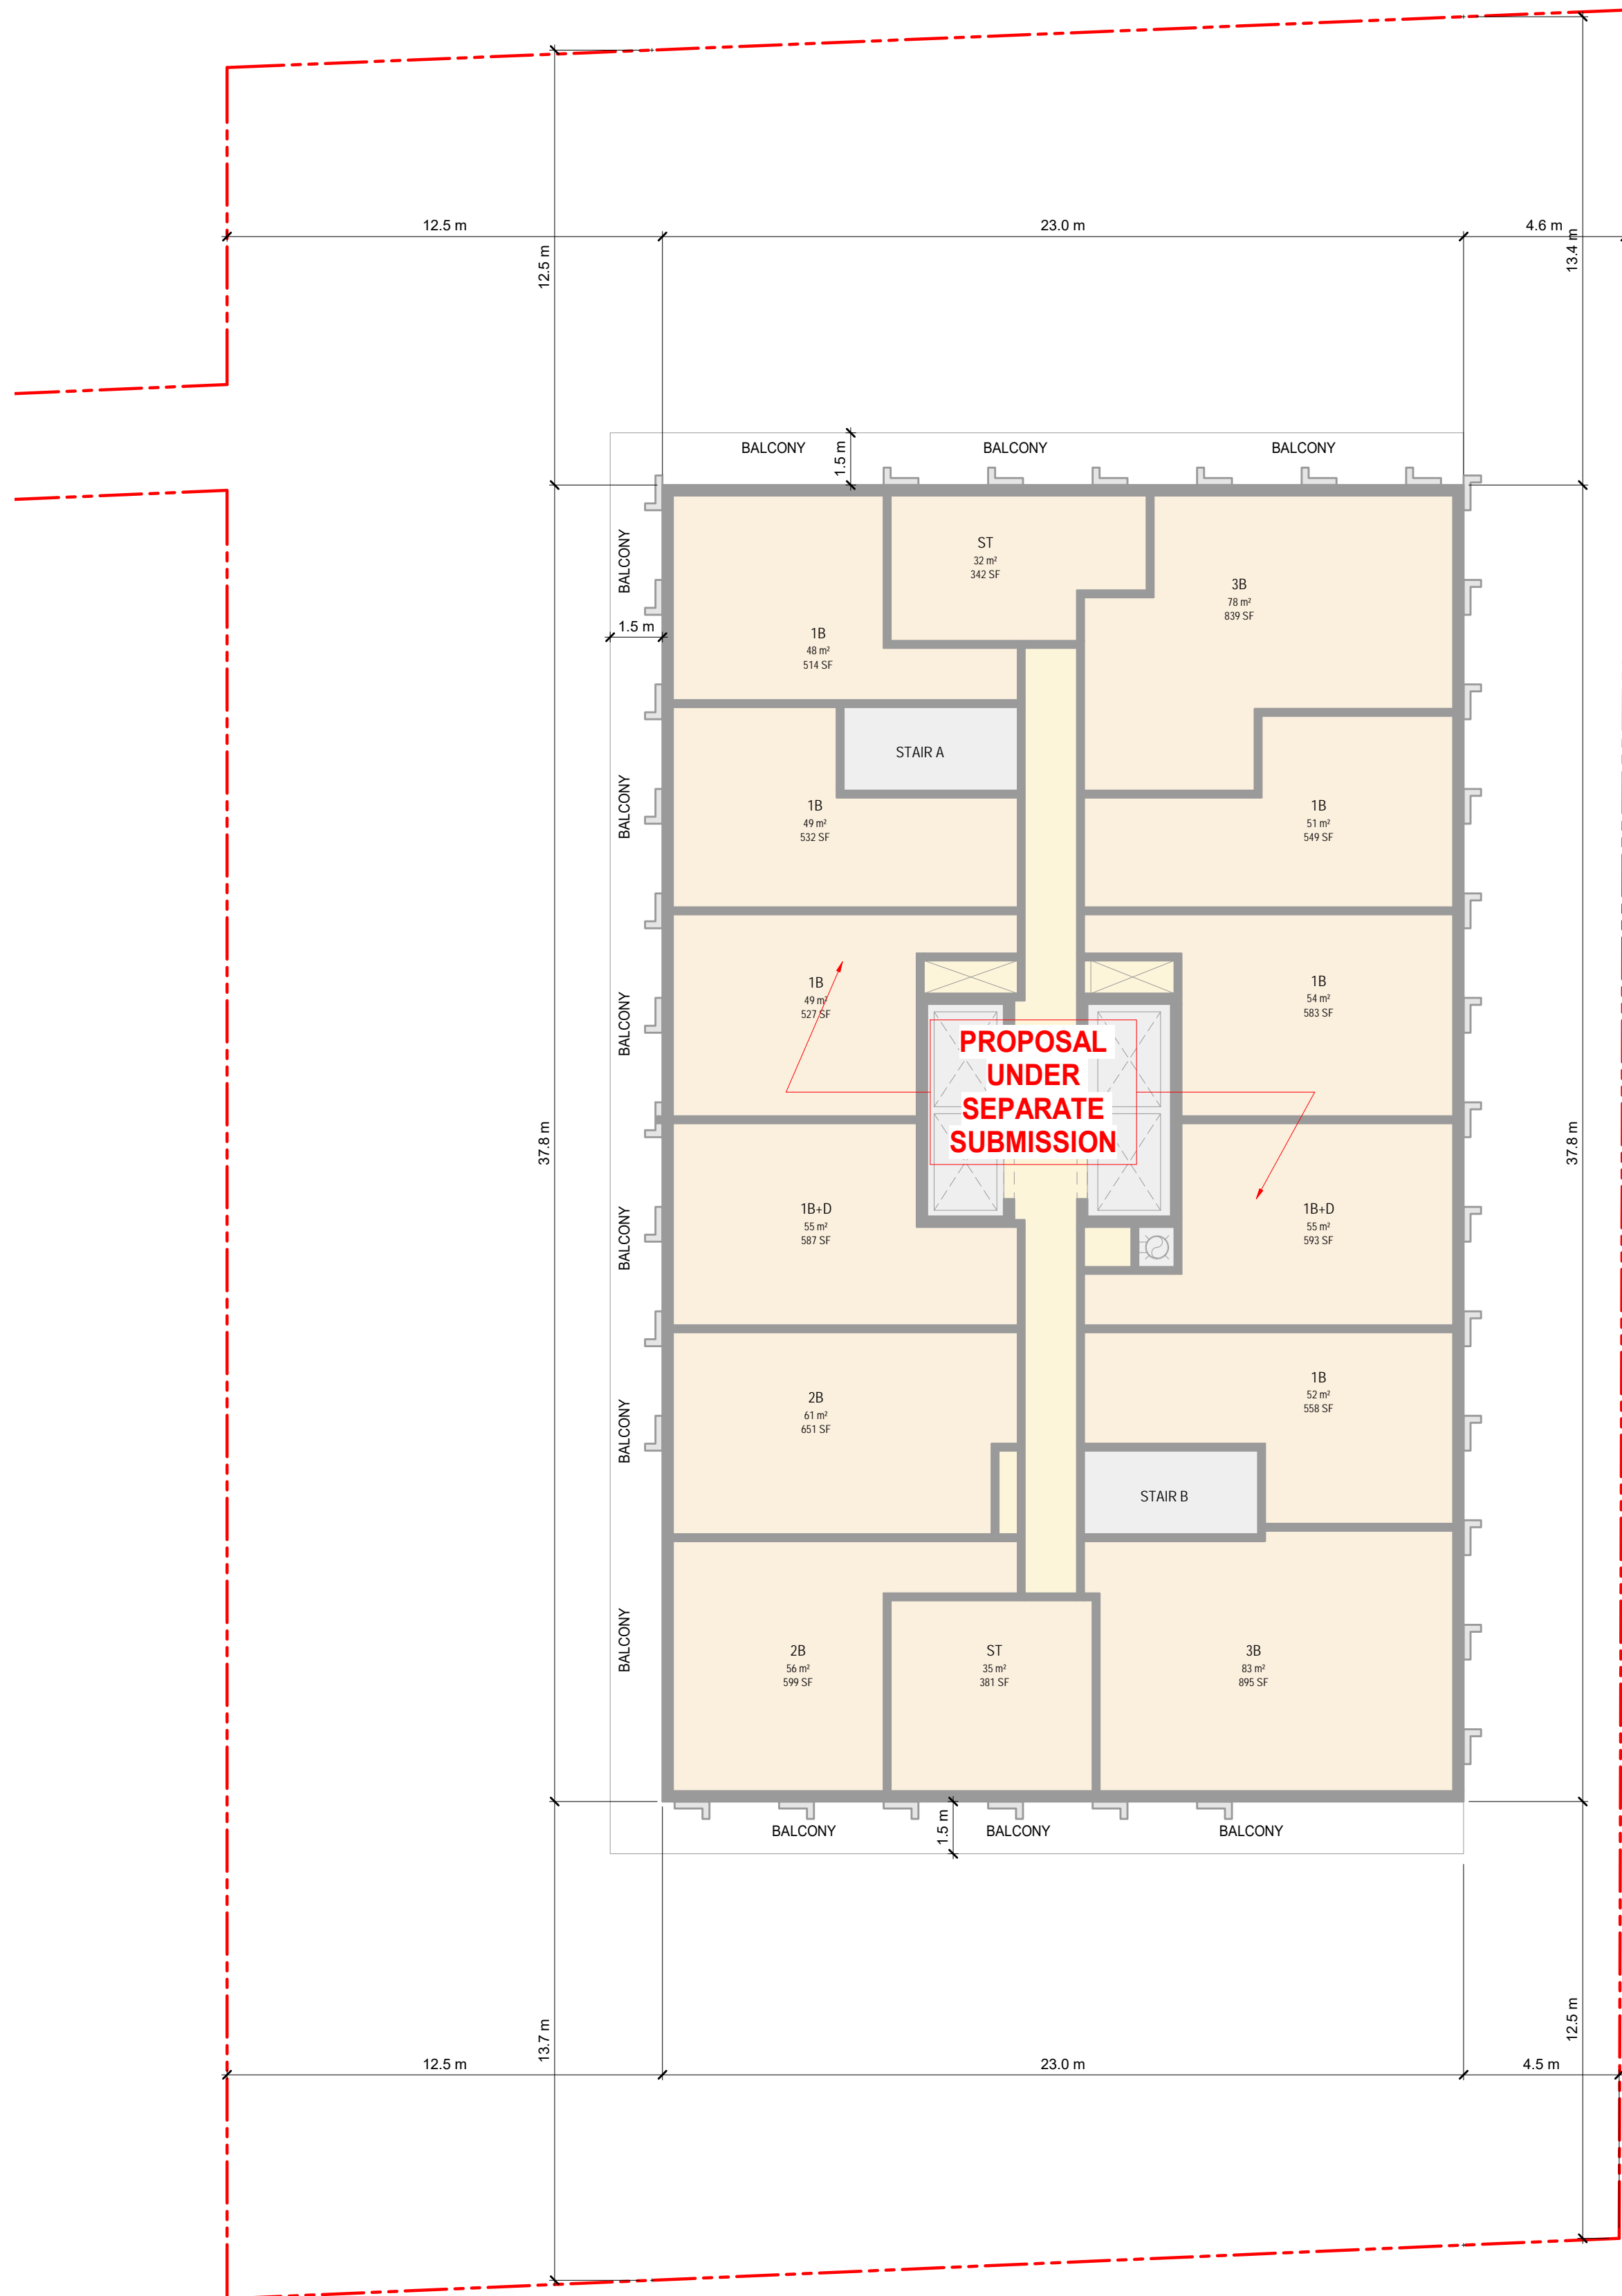 12.5 m
23.0 m
4.6 m
12.5 m
13.4 m
BALCONY
BALCONY
BALCONY
1.5 m
BALCONY
1.5 m
ST
32 m²
342 SF
3B
78 m²
839 SF
1B
48 m²
514 SF
STAIR A
BALCONY
1B
49 m²
532 SF
1B
51 m²
549 SF
BALCONY
1B
49 m²
527 SF
1B
54 m²
583 SF
PROPOSAL
UNDER
SEPARATE
SUBMISSION
37.8 m
37.8 m
BALCONY
1B+D
55 m²
587 SF
1B+D
55 m²
593 SF
BALCONY
2B
61 m²
651 SF
1B
52 m²
558 SF
STAIR B
BALCONY
2B
56 m²
599 SF
ST
35 m²
381 SF
3B
83 m²
895 SF
1.5 m
BALCONY
BALCONY
BALCONY
13.7 m
12.5 m
12.5 m
23.0 m
4.5 m